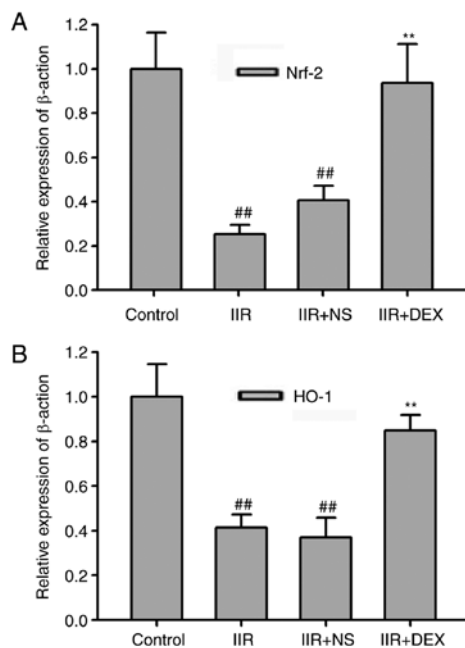 A
Relative expression of β-action
1.2
1.0
0.8
0.6
0.4
0.2
0.0
Nrf-2
##
##
**
Control IIR IIR+NS IIR+DEX
B
Relative expression of β-action
1.2
1.0
0.8
0.6
0.4
0.2
0.0
HO-1
##
##
**
Control IIR IIR+NS IIR+DEX